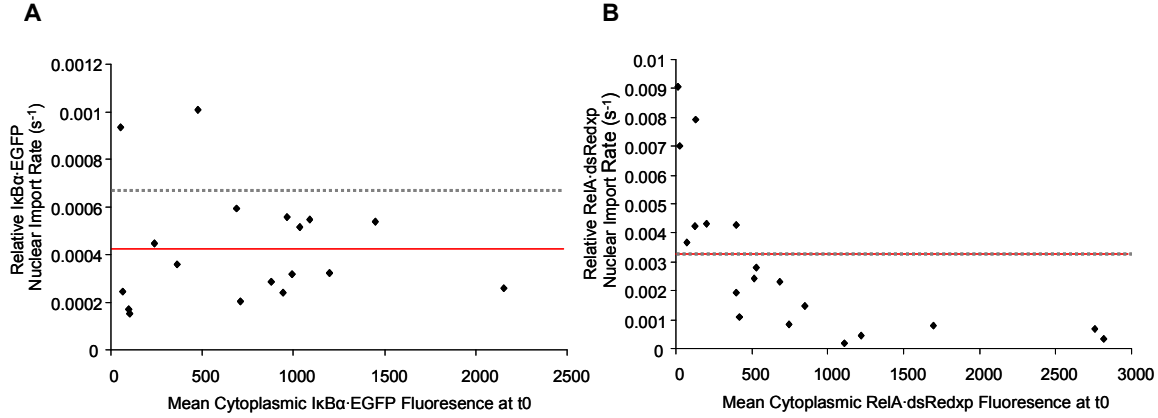 A
Relative IκBα·EGFP
Nuclear Import Rate (s-1)
0.0012
0.001
0.0008
0.0006
0.0004
0.0002
0
0 500 1000 1500 2000 2500
Mean Cytoplasmic IκBα·EGFP Fluoresence at t0
B
Relative RelA·dsRedxp
Nuclear Import Rate (s-1)
0.01
0.009
0.008
0.007
0.006
0.005
0.004
0.003
0.002
0.001
0
0 500 1000 1500 2000 2500 3000
Mean Cytoplasmic RelA·dsRedxp Fluoresence at t0